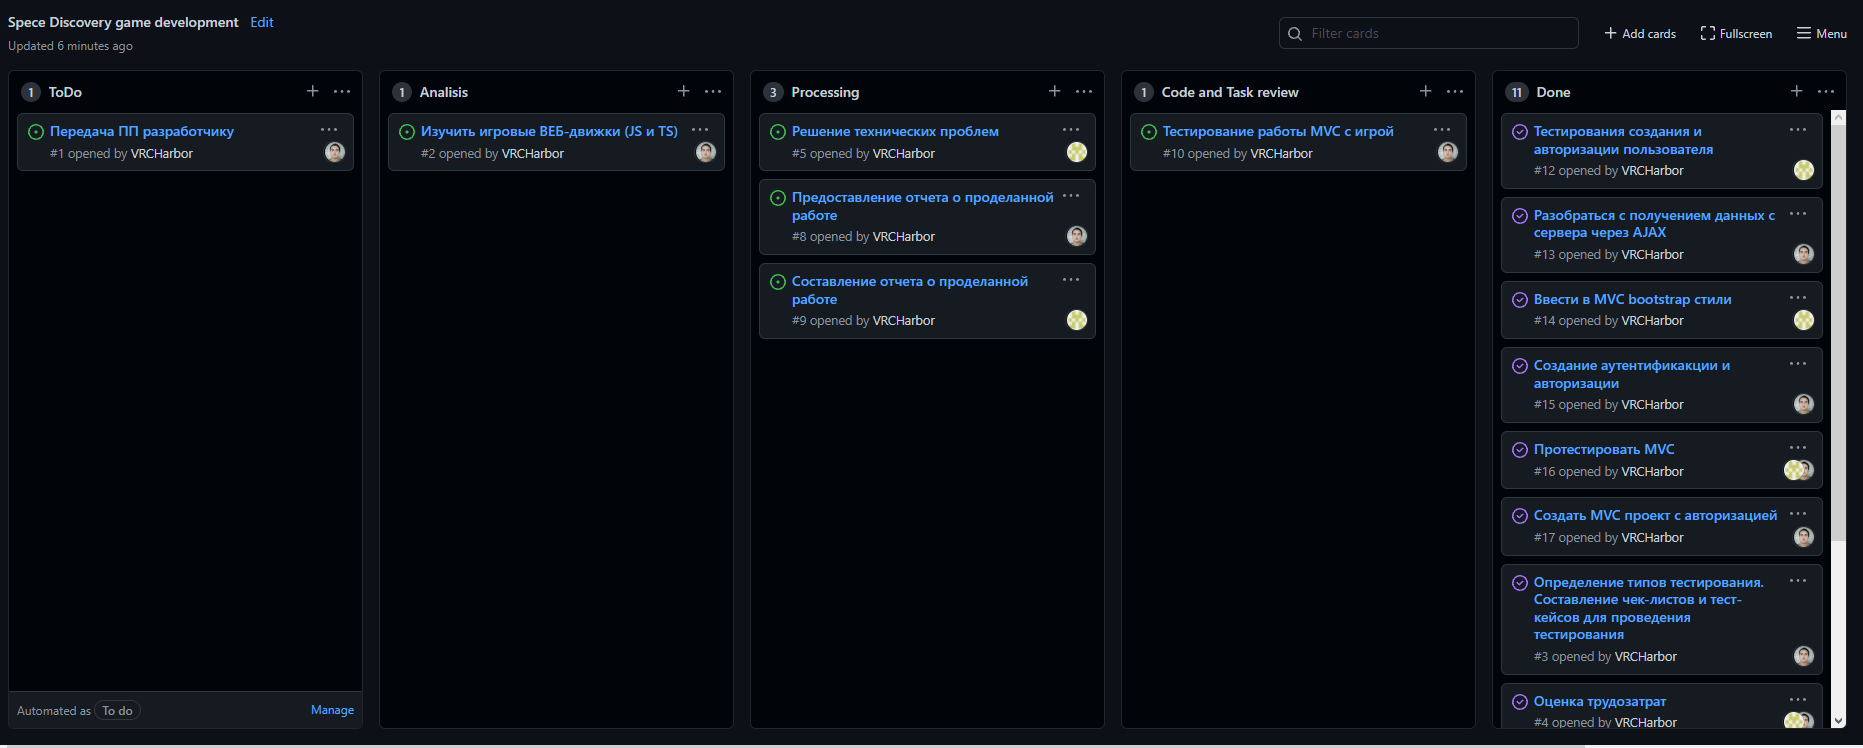 Spece Discovery game development Edit
Updated 6 minutes ago
Filter cards
Add cards
Fullscreen
Menu
1 ToDo
Передача ПП разработчику
#1 opened by VRCHarbor
Automated as To do
Manage
1 Analisis
Изучить игровые ВЕБ-движки (JS и TS)
#2 opened by VRCHarbor
3 Processing
Решение технических проблем
#5 opened by VRCHarbor
Предоставление отчета о проделанной
работе
#8 opened by VRCHarbor
Составление отчета о проделанной
работе
#9 opened by VRCHarbor
1 Code and Task review
Тестирование работы MVC с игрой
#10 opened by VRCHarbor
11 Done
Тестирования создания и
авторизации пользователя
#12 opened by VRCHarbor
Разобраться с получением данных с
сервера через AJAX
#13 opened by VRCHarbor
Ввести в MVC bootstrap стили
#14 opened by VRCHarbor
Создание аутентификакции и
авторизации
#15 opened by VRCHarbor
Протестировать MVC
#16 opened by VRCHarbor
Создать MVC проект с авторизацией
#17 opened by VRCHarbor
Определение типов тестирования.
Составление чек-листов и тест-
кейсов для проведения
тестирования
#3 opened by VRCHarbor
Оценка трудозатрат
#4 opened by VRCHarbor